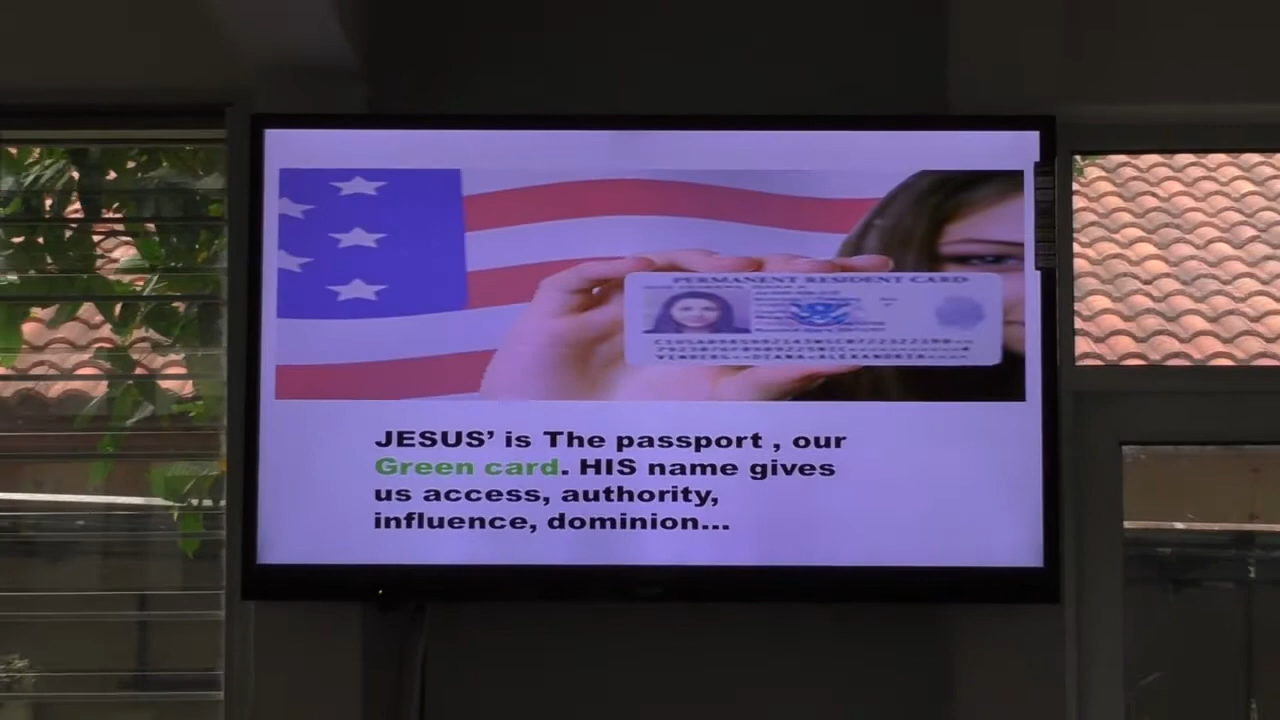 PERMANENT RESIDENT CARD
JESUS’ is The passport , our
Green card. HIS name gives
us access, authority,
influence, dominion...